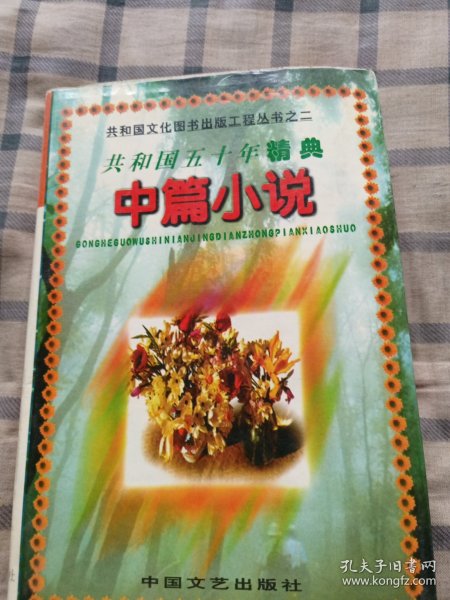 共和国文化图书出版工程丛书之二
共和国五十年精典
中篇小说
GONGHEGUOWUSHINIANJINGDIANZHONGPIANXIAOSHUO
中国文艺出版社
孔夫子旧书网
www.kongfz.com